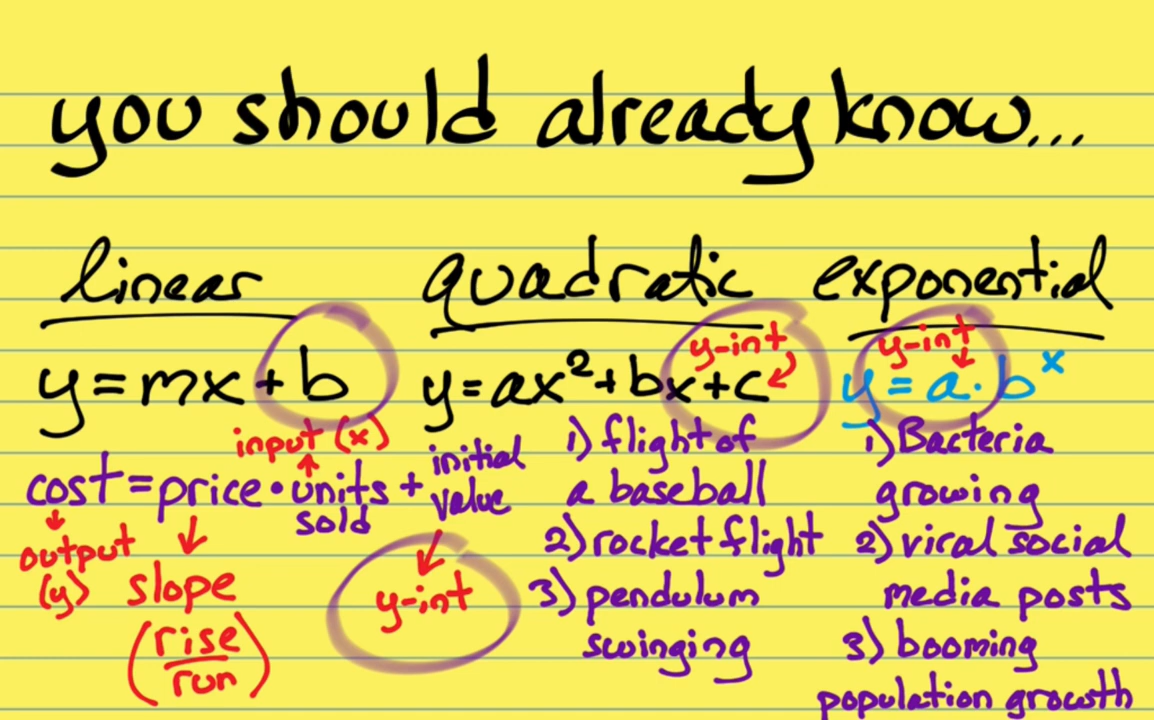 you should already know...
linear quadratic exponential
y-int y-int
y=mx+b y=ax²+bx+c y=a·bˣ
input (x)
cost=price·units sold + initial value
output (y)
slope
(rise/run)
y-int
1) flight of
a baseball
2) rocket flight
3) pendulum
swinging
1) Bacteria
growing
2) viral social
media posts
3) booming
population growth